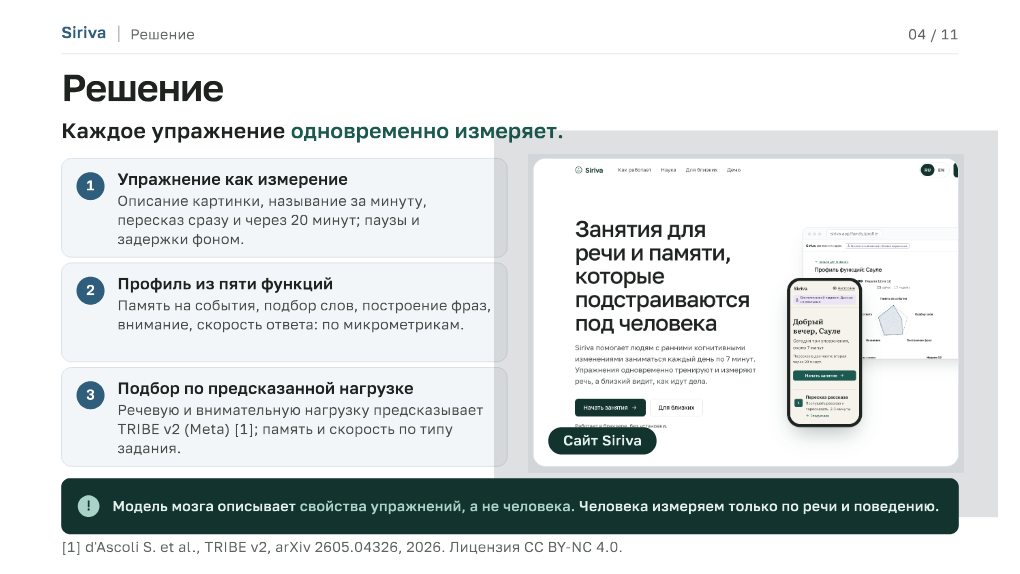 Siriva | Решение
04 / 11
Решение
Каждое упражнение одновременно измеряет.
1
Упражнение как измерение
Описание картинки, называние за минуту,
пересказ сразу и через 20 минут; паузы и
задержки фоном.
2
Профиль из пяти функций
Память на события, подбор слов, построение фраз,
внимание, скорость ответа: по микрометрикам.
3
Подбор по предсказанной нагрузке
Речевую и внимательную нагрузку предсказывает
TRIBE v2 (Meta) [1]; память и скорость по типу
задания.
Siriva Как работает Наука Для близких Демо
RU EN
Занятия для
речи и памяти,
которые
подстраиваются
под человека
Siriva помогает людям с ранними когнитивными
изменениями заниматься каждый день по 7 минут.
Упражнения одновременно тренируют и измеряют
речь, а близкий видит, как идут дела.
Начать занятия → Для близких
Сайт Siriva
Профиль функций: Сауле
Siriva
Добрый
вечер, Сауле
Начать занятие →
Пересказ рассказа
! Модель мозга описывает свойства упражнений, а не человека. Человека измеряем только по речи и поведению.
[1] d'Ascoli S. et al., TRIBE v2, arXiv 2605.04326, 2026. Лицензия CC BY-NC 4.0.